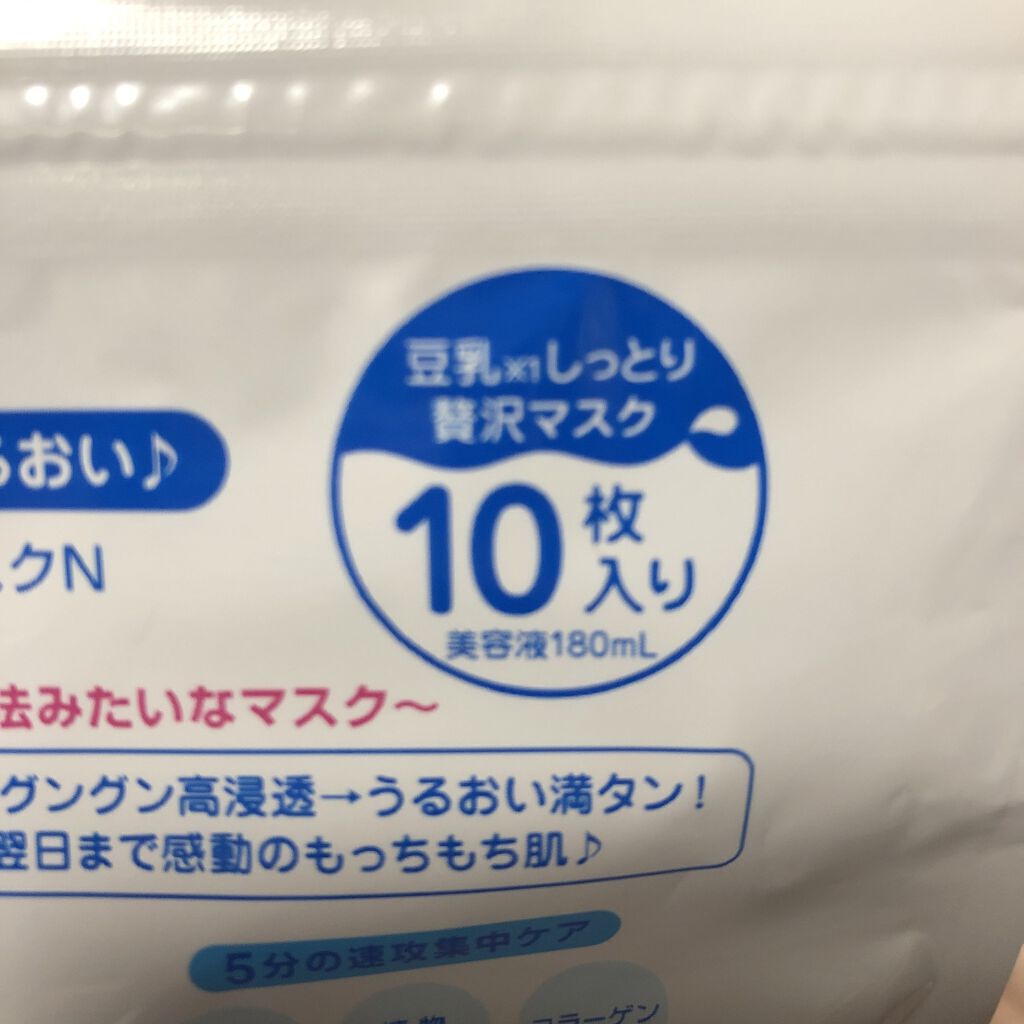 豆乳※1しっとり
贅沢マスク
10枚入り
美容液180mL
うるおい♪
スクN
法みたいなマスク～
グングン高浸透→うるおい満タン!
翌日まで感動のもっちもち肌♪
5分の速攻集中ケア
コラーゲン